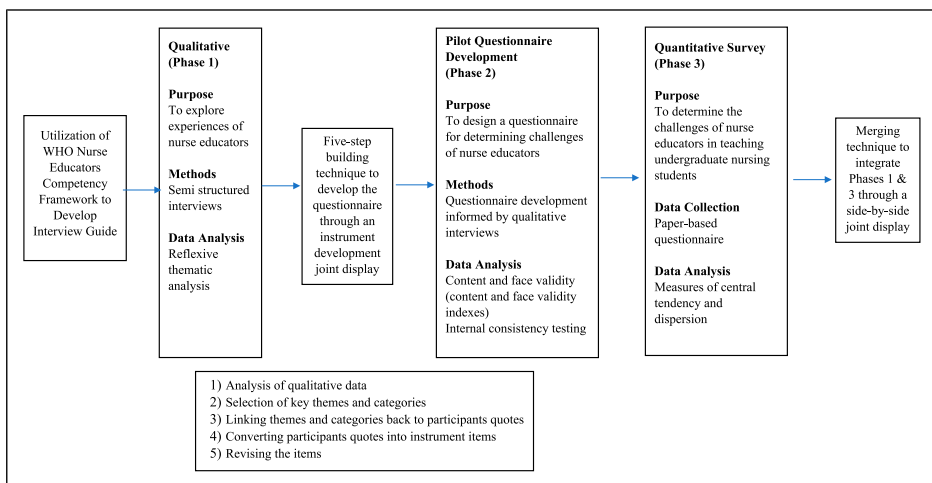 Utilization of
WHO Nurse
Educators
Competency
Framework to
Develop
Interview Guide
Qualitative
(Phase 1)
Purpose
To explore
experiences of
nurse educators
Methods
Semi structured
interviews
Data Analysis
Reflexive
thematic
analysis
Five-step
building
technique to
develop the
questionnaire
through an
instrument
development
joint display
Pilot Questionnaire
Development
(Phase 2)
Purpose
To design a questionnaire
for determining challenges
of nurse educators
Methods
Questionnaire development
informed by qualitative
interviews
Data Analysis
Content and face validity
(content and face validity
indexes)
Internal consistency testing
Quantitative Survey
(Phase 3)
Purpose
To determine the
challenges of nurse
educators in teaching
undergraduate nursing
students
Data Collection
Paper-based
questionnaire
Data Analysis
Measures of central
tendency and
dispersion
Merging
technique to
integrate
Phases 1 &
3 through a
side-by-side
joint display
1) Analysis of qualitative data
2) Selection of key themes and categories
3) Linking themes and categories back to participants quotes
4) Converting participants quotes into instrument items
5) Revising the items